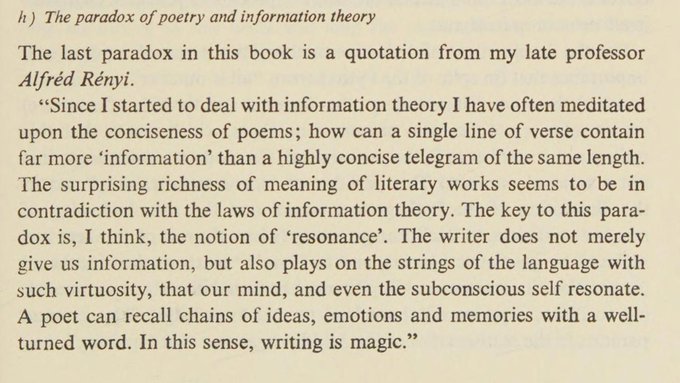 h) The paradox of poetry and information theory
The last paradox in this book is a quotation from my late professor
Alfréd Rényi.
“Since I started to deal with information theory I have often meditated
upon the conciseness of poems; how can a single line of verse contain
far more ‘information’ than a highly concise telegram of the same length.
The surprising richness of meaning of literary works seems to be in
contradiction with the laws of information theory. The key to this para-
dox is, I think, the notion of ‘resonance’. The writer does not merely
give us information, but also plays on the strings of the language with
such virtuosity, that our mind, and even the subconscious self resonate.
A poet can recall chains of ideas, emotions and memories with a well-
turned word. In this sense, writing is magic.”